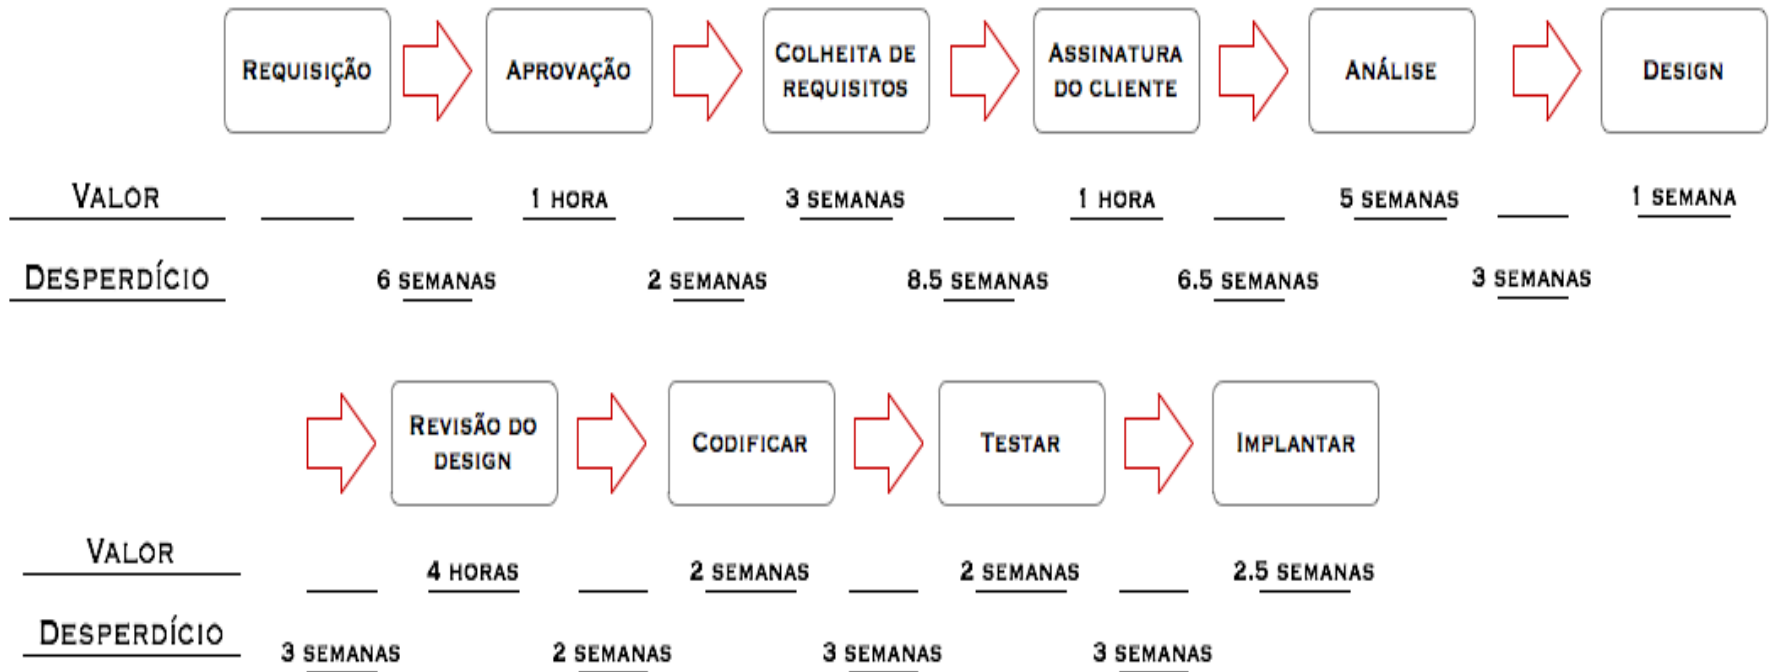 REQUISIÇÃO
APROVAÇÃO
COLHEITA DE
REQUISITOS
ASSINATURA
DO CLIENTE
ANÁLISE
DESIGN
VALOR
1 HORA
3 SEMANAS
1 HORA
5 SEMANAS
1 SEMANA
DESPERDÍCIO
6 SEMANAS
2 SEMANAS
8.5 SEMANAS
6.5 SEMANAS
3 SEMANAS
REVISÃO DO
DESIGN
CODIFICAR
TESTAR
IMPLANTAR
VALOR
4 HORAS
2 SEMANAS
2 SEMANAS
2.5 SEMANAS
DESPERDÍCIO
3 SEMANAS
2 SEMANAS
3 SEMANAS
3 SEMANAS